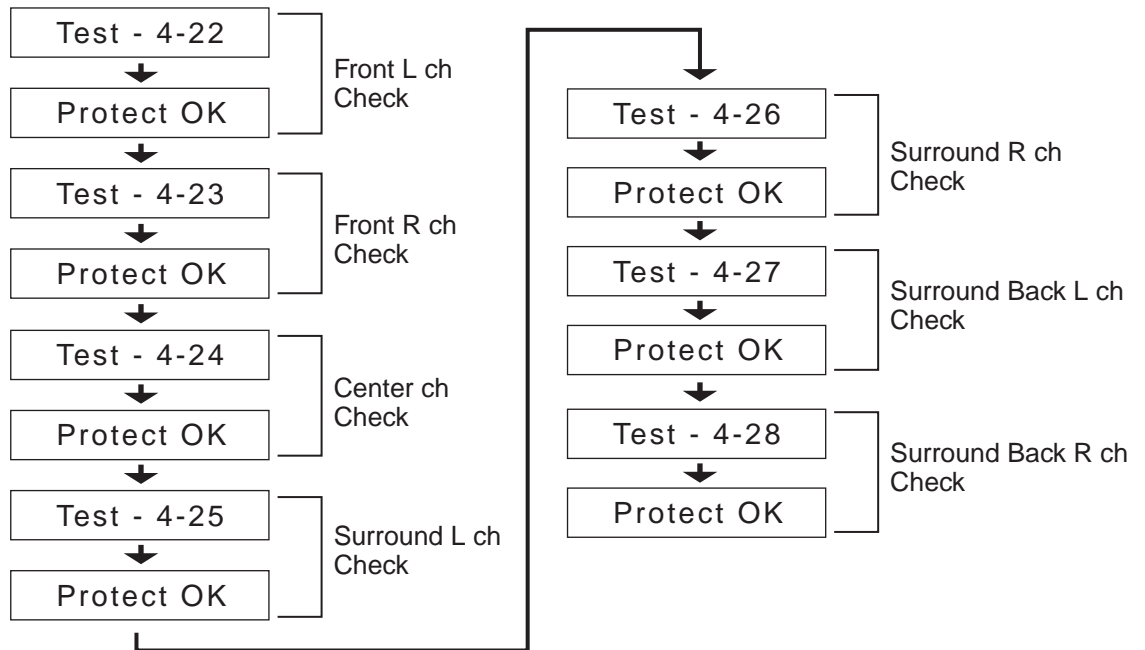 Test - 4-22
Protect OK
Front L ch
Check
Test - 4-23
Protect OK
Front R ch
Check
Test - 4-24
Protect OK
Center ch
Check
Test - 4-25
Protect OK
Surround L ch
Check
Test - 4-26
Protect OK
Surround R ch
Check
Test - 4-27
Protect OK
Surround Back L ch
Check
Test - 4-28
Protect OK
Surround Back R ch
Check